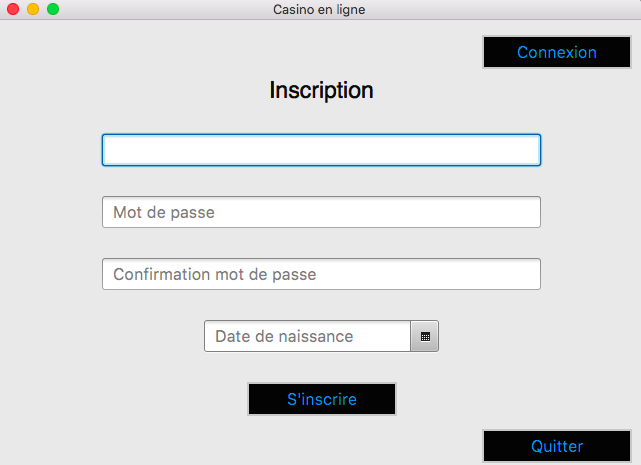 Casino en ligne
Connexion
Inscription
Mot de passe
Confirmation mot de passe
Date de naissance
S'inscrire
Quitter